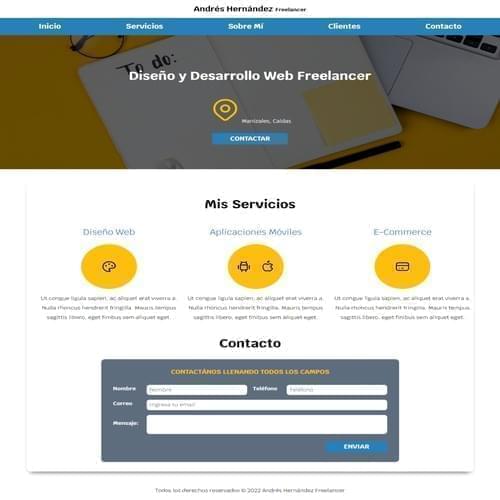 Andrés Hernández Freelancer
Inicio Servicios Sobre Mí Clientes Contacto
To do:
Diseño y Desarrollo Web Freelancer
Manizales, Caldas
CONTACTAR
Mis Servicios
Diseño Web Aplicaciones Móviles E-Commerce
Ut congue ligula sapien, ac aliquet erat viverra a. Ut congue ligula sapien, ac aliquet erat viverra a. Ut congue ligula sapien, ac aliquet erat viverra a.
Nulla rhoncus hendrerit fringilla. Mauris tempus Nulla rhoncus hendrerit fringilla. Mauris tempus Nulla rhoncus hendrerit fringilla. Mauris tempus
sagittis libero, eget finibus sem aliquet eget. sagittis libero, eget finibus sem aliquet eget. sagittis libero, eget finibus sem aliquet eget.
Contacto
CONTACTÁNOS LLENANDO TODOS LOS CAMPOS
Nombre Nombre Teléfono Teléfono
Correo Ingresa su email
Mensaje:
ENVIAR
Todos los derechos reservados © 2022 Andrés Hernández Freelancer